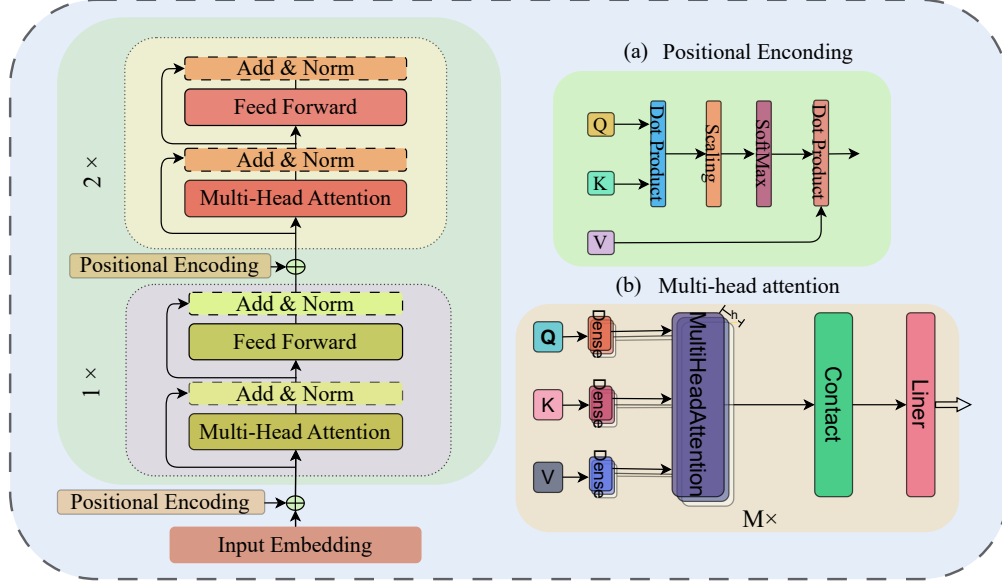 Add & Norm
Feed Forward
Add & Norm
Multi-Head Attention
2 ×
Positional Encoding
Add & Norm
Feed Forward
Add & Norm
Multi-Head Attention
1 ×
Positional Encoding
Input Embedding
(a) Positional Enconding
Q
K
V
Dot Product
Scaling
SoftMax
Dot Product
(b) Multi-head attention
Q
K
V
Dense
Dense
Dense
MultiHeadAttention
h
Contact
Liner
M×